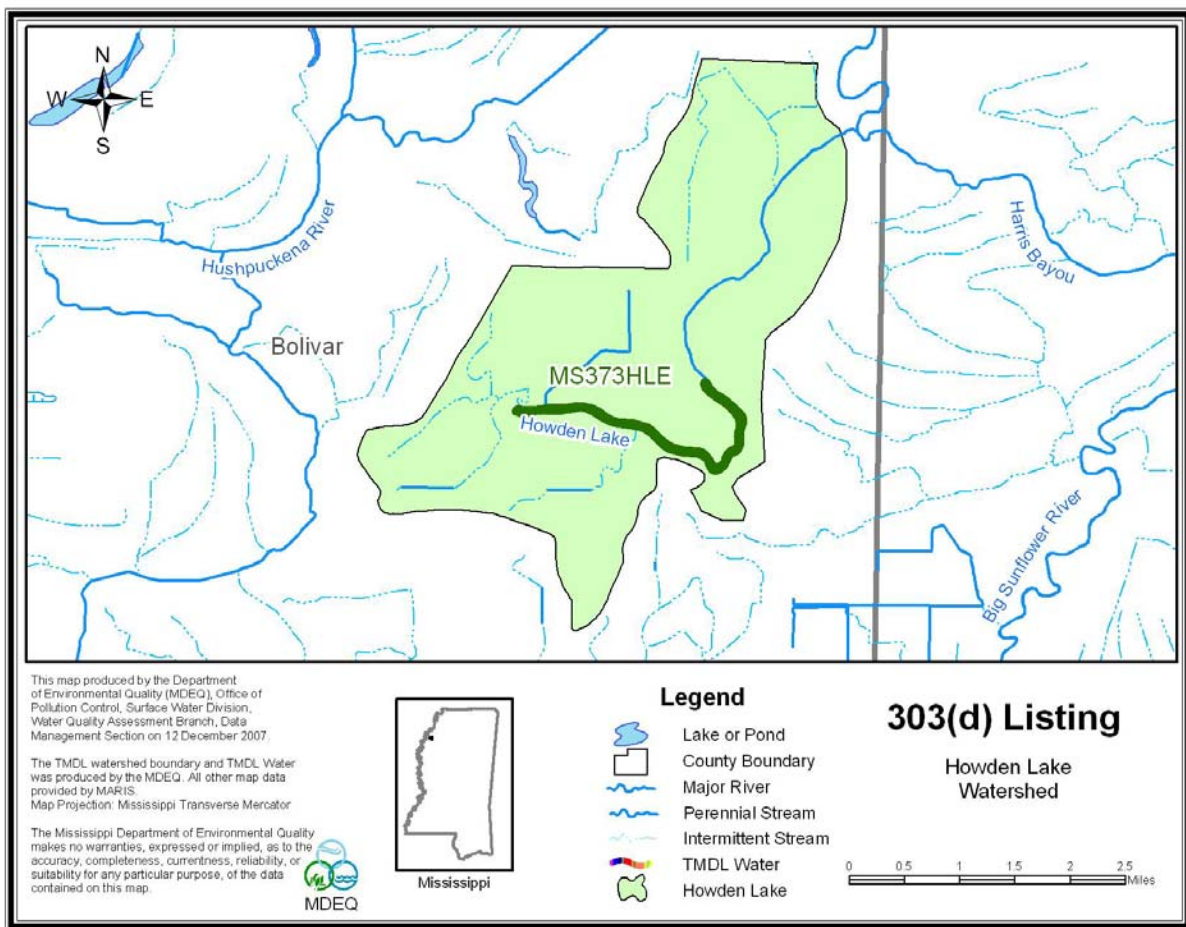 N
W
E
S
Hushpuckena River
Harris Bayou
Bolivar
MS373HLE
Howden Lake
Big Sunflower River
This map produced by the Department
of Environmental Quality (MDEQ), Office of
Pollution Control, Surface Water Division,
Water Quality Assessment Branch, Data
Management Section on 12 December 2007.
The TMDL watershed boundary and TMDL Water
was produced by the MDEQ. All other map data
provided by MARIS.
Map Projection: Mississippi Transverse Mercator
The Mississippi Department of Environmental Quality
makes no warranties, expressed or implied, as to the
accuracy, completeness, currentness, reliability, or
suitability for any particular purpose, of the data
contained on this map.
MDEQ
Mississippi
Legend
Lake or Pond
County Boundary
Major River
Perennial Stream
Intermittent Stream
TMDL Water
Howden Lake
303(d) Listing
Howden Lake
Watershed
0 0.5 1 1.5 2 2.5
Miles